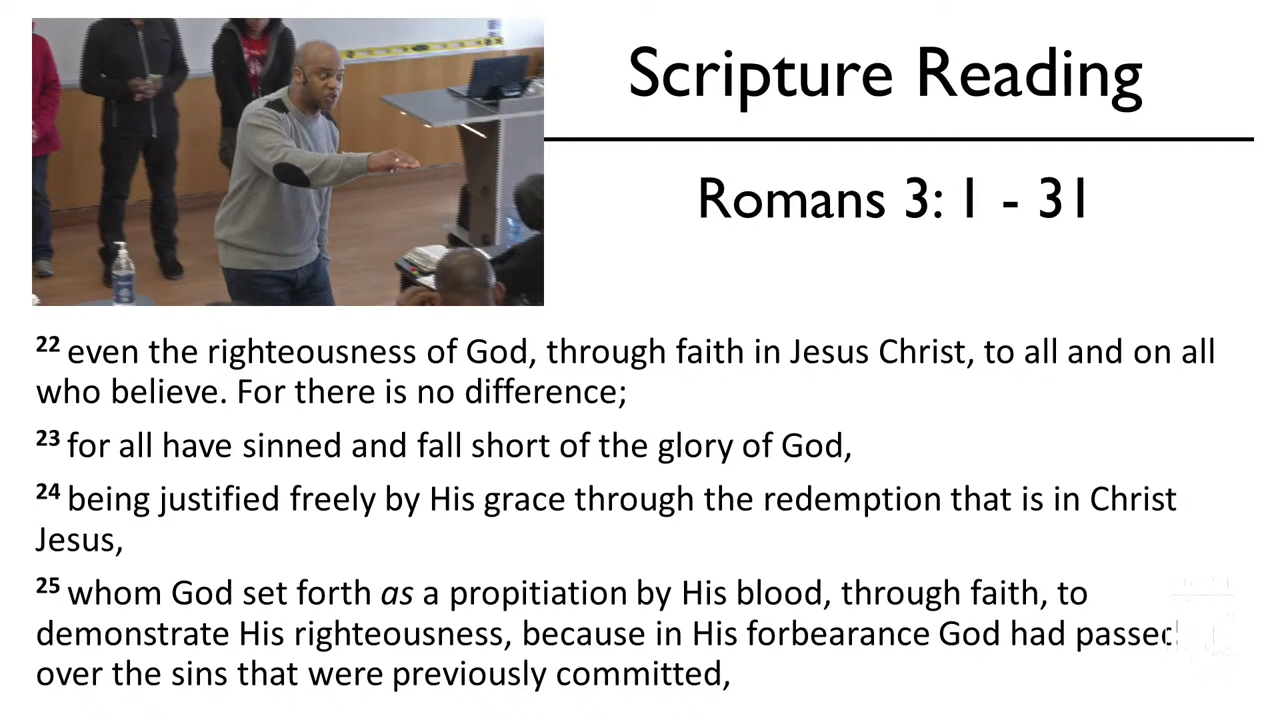 Scripture Reading
Romans 3: 1 - 31
22 even the righteousness of God, through faith in Jesus Christ, to all and on all
who believe. For there is no difference;
23 for all have sinned and fall short of the glory of God,
24 being justified freely by His grace through the redemption that is in Christ
Jesus,
25 whom God set forth as a propitiation by His blood, through faith, to
demonstrate His righteousness, because in His forbearance God had passed
over the sins that were previously committed,